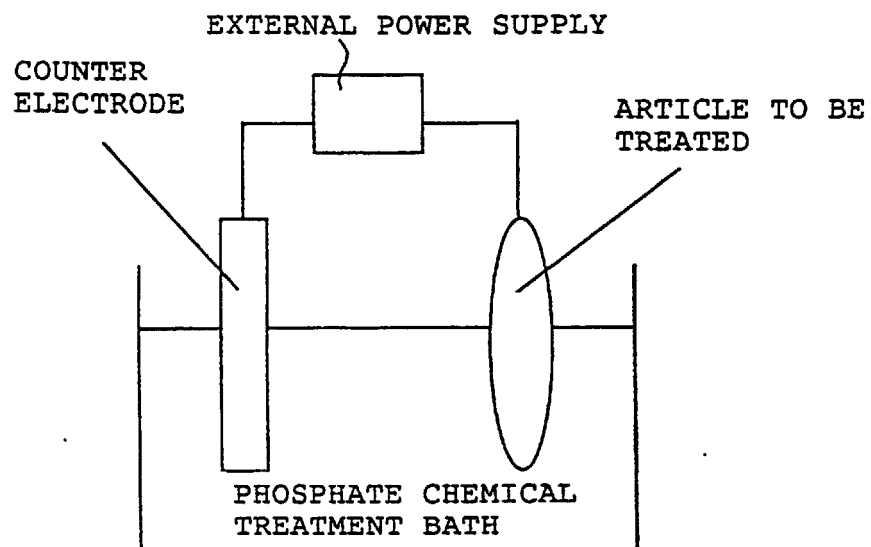 EXTERNAL POWER SUPPLY
COUNTER
ELECTRODE
ARTICLE TO BE
TREATED
PHOSPHATE CHEMICAL
TREATMENT BATH